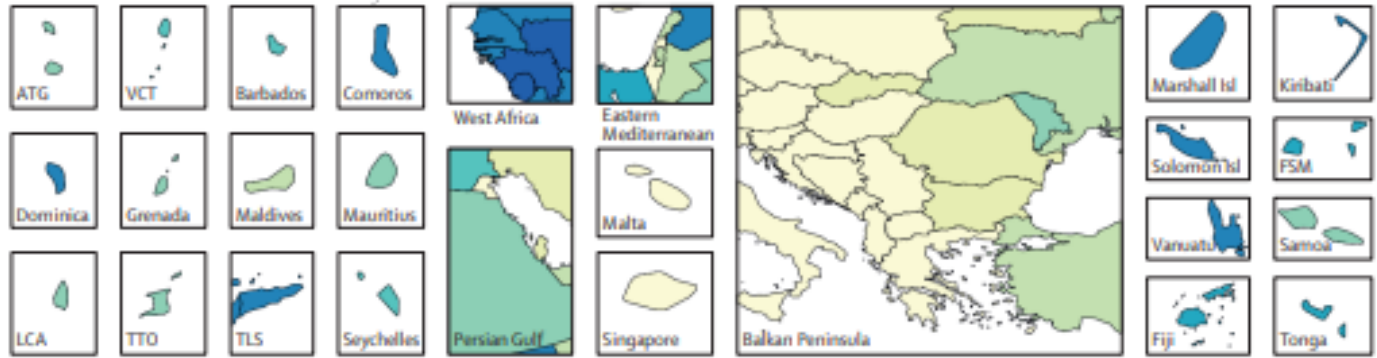 ATG
VCT
Barbados
Comoros
West Africa
Eastern
Mediterranean
Marshall Isl
Kiribati
Dominica
Grenada
Maldives
Mauritius
Malta
Solomon Isl
FSM
Vanuatu
Samoa
LCA
TTO
TLS
Seychelles
Persian Gulf
Singapore
Balkan Peninsula
Fiji
Tonga